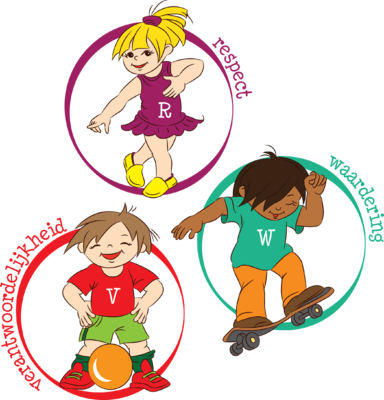 respect
R
waardering
W
verantwoordelijkheid
V